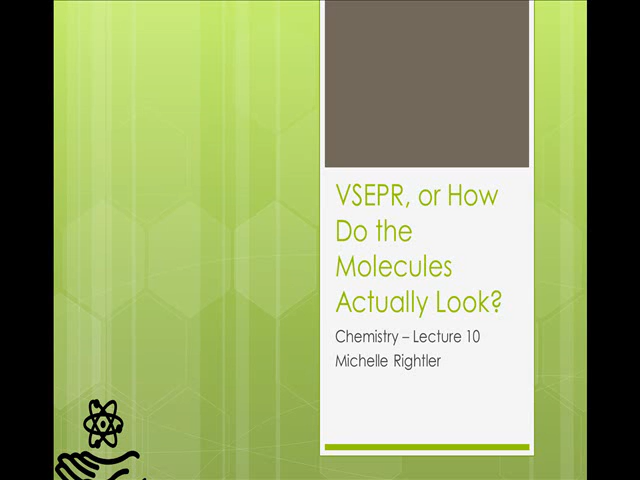 VSEPR, or How
Do the
Molecules
Actually Look?
Chemistry – Lecture 10
Michelle Rightler